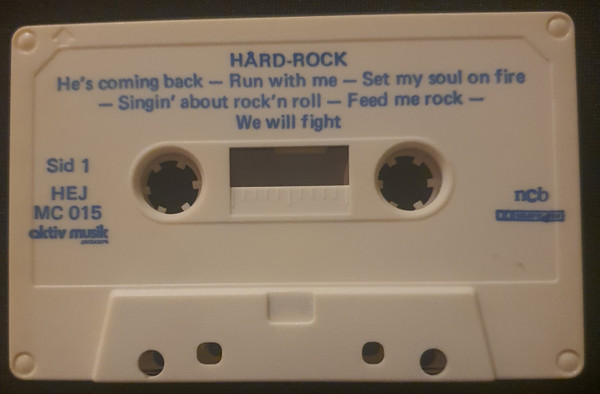 HÅRD-ROCK
He's coming back — Run with me — Set my soul on fire
— Singin' about rock'n roll — Feed me rock —
We will fight
Sid 1
HEJ
MC 015
aktiv musik
ncb